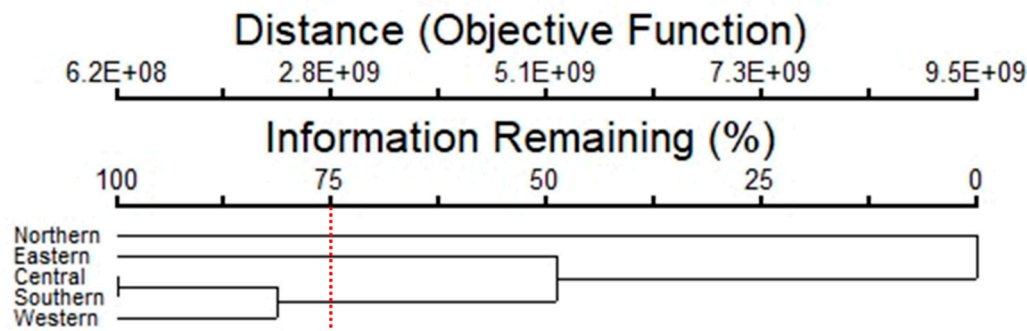 Distance (Objective Function)
6.2E+08 2.8E+09 5.1E+09 7.3E+09 9.5E+09
Information Remaining (%)
100 75 50 25 0
Northern
Eastern
Central
Southern
Western